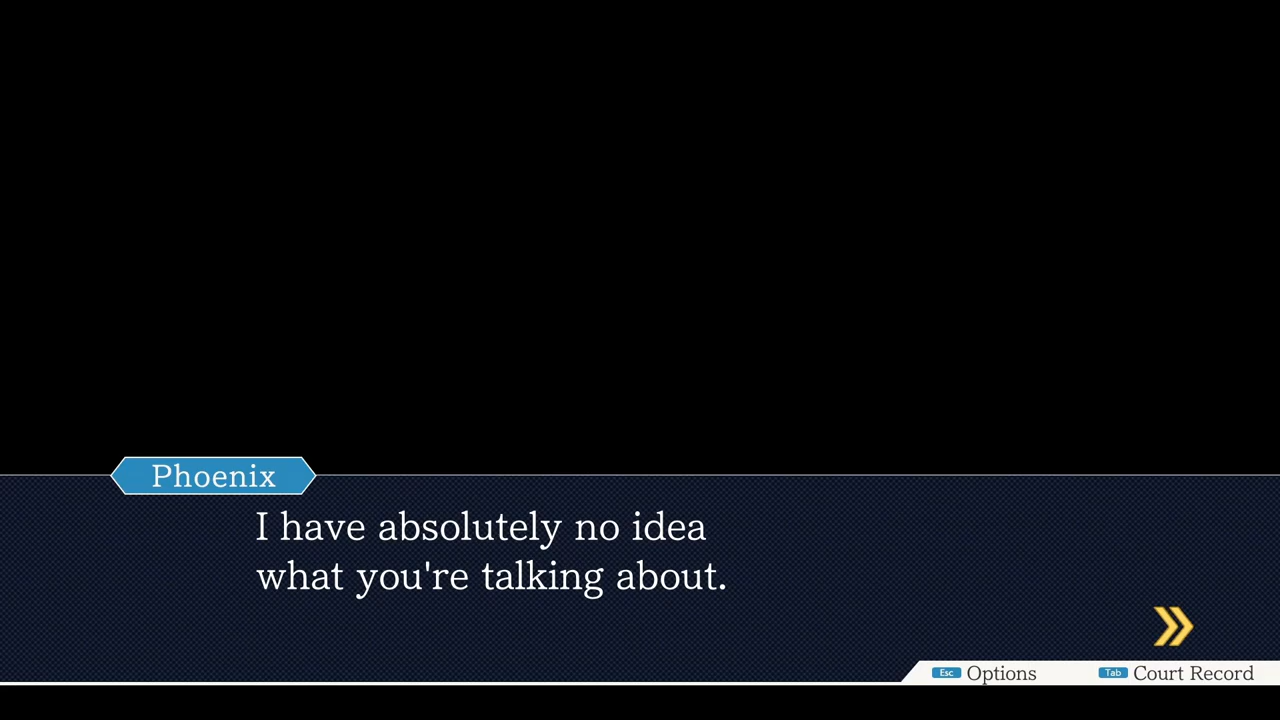 Phoenix
I have absolutely no idea
what you're talking about.
Esc Options Tab Court Record